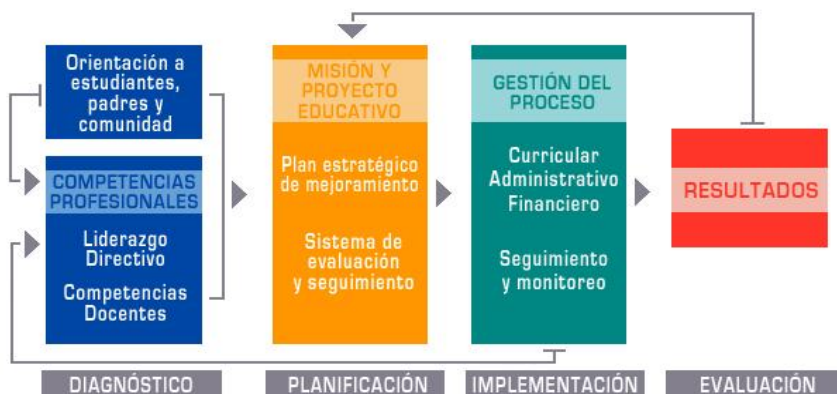 Orientación a
estudiantes,
padres y
comunidad
COMPETENCIAS
PROFESIONALES
Liderazgo
Directivo
Competencias
Docentes
MISIÓN Y
PROYECTO
EDUCATIVO
Plan estratégico
de mejoramiento
Sistema de
evaluación
y seguimiento
GESTIÓN DEL
PROCESO
Curricular
Administrativo
Financiero
Seguimiento
y monitoreo
RESULTADOS
DIAGNÓSTICO
PLANIFICACIÓN
IMPLEMENTACIÓN
EVALUACIÓN